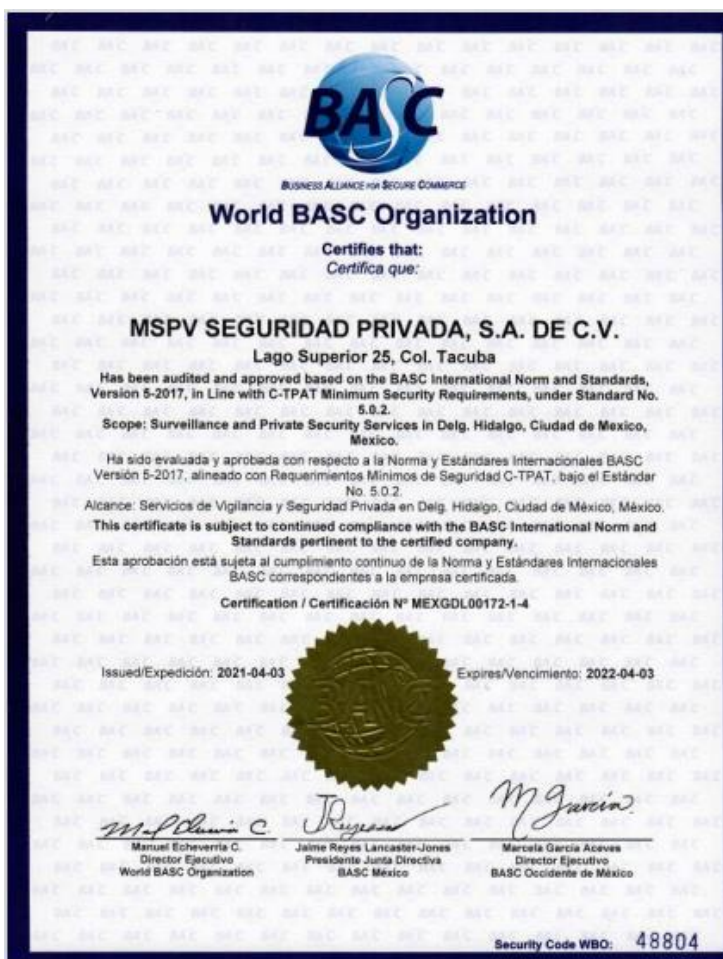 BASC
BUSINESS ALLIANCE FOR SECURE COMMERCE
World BASC Organization
Certifies that:
Certifica que:
MSPV SEGURIDAD PRIVADA, S.A. DE C.V.
Lago Superior 25, Col. Tacuba
Has been audited and approved based on the BASC International Norm and Standards,
Version 5-2017, in Line with C-TPAT Minimum Security Requirements, under Standard No.
5.0.2.
Scope: Surveillance and Private Security Services in Delg. Hidalgo, Ciudad de Mexico,
Mexico.
Ha sido evaluada y aprobada con respecto a la Norma y Estándares Internacionales BASC
Versión 5-2017, alineado con Requerimientos Mínimos de Seguridad C-TPAT, bajo el Estándar
No. 5.0.2.
Alcance: Servicios de Vigilancia y Seguridad Privada en Delg. Hidalgo, Ciudad de México, México.
This certificate is subject to continued compliance with the BASC International Norm and
Standards pertinent to the certified company.
Esta aprobación está sujeta al cumplimiento continuo de la Norma y Estándares Internacionales
BASC correspondientes a la empresa certificada.
Certification / Certificación Nº MEXGDL00172-1-4
Issued/Expedición: 2021-04-03 Expires/Vencimiento: 2022-04-03
BASC
M Garcia
Manuel Echeverria C. Jaime Reyes Lancaster-Jones Marcela García Aceves
Director Ejecutivo Presidente Junta Directiva Director Ejecutivo
World BASC Organization BASC México BASC Occidente de México
Security Code WBO: 48804